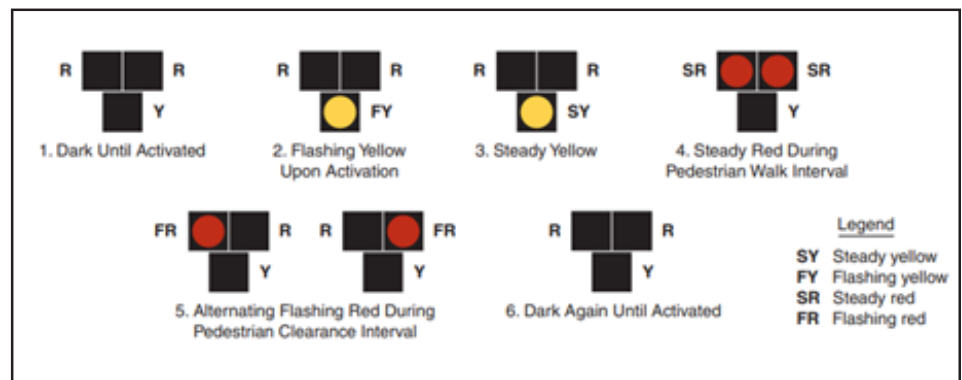 R R
Y
1. Dark Until Activated
R R
FY
2. Flashing Yellow
Upon Activation
R R
SY
3. Steady Yellow
SR SR
Y
4. Steady Red During
Pedestrian Walk Interval
FR R R FR
Y Y
5. Alternating Flashing Red During
Pedestrian Clearance Interval
R R
Y
6. Dark Again Until Activated
Legend
SY Steady yellow
FY Flashing yellow
SR Steady red
FR Flashing red